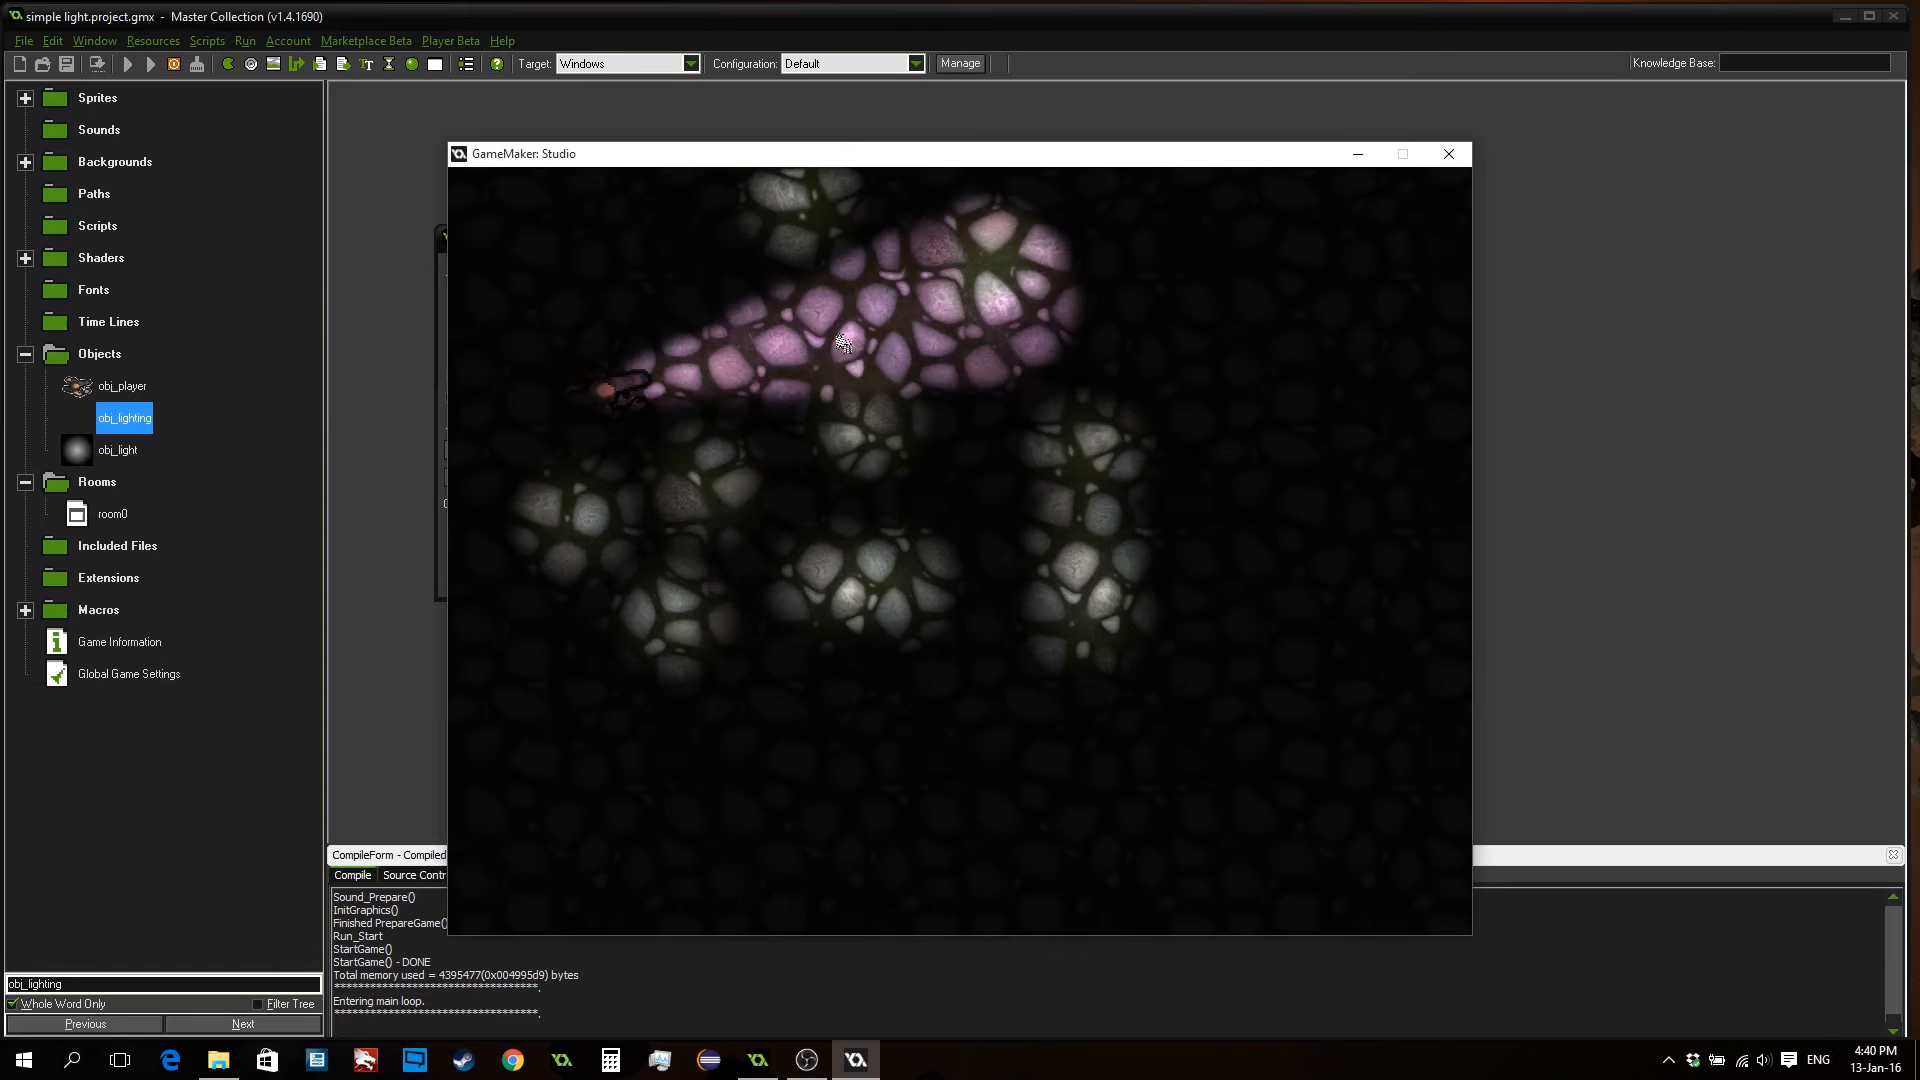 simple light.project.gmx  -  Master Collection (v1.4.1690)
File Edit Window Resources Scripts Run Account Marketplace Beta Player Beta Help
Target: Windows Configuration: Default Manage Knowledge Base:
Sprites
Sounds
Backgrounds
Paths
Scripts
Shaders
Fonts
Time Lines
Objects
obj_player
obj_lighting
obj_light
Rooms
room0
Included Files
Extensions
Macros
Game Information
Global Game Settings
obj_lighting
Whole Word Only Filter Tree
Previous Next
GameMaker: Studio
CompileForm - Compiled
Compile Source Contr
Sound_Prepare()
InitGraphics()
Finished PrepareGame()
Run_Start
StartGame()
StartGame() - DONE
Total memory used = 4395477(0x004995d9) bytes
**********************************.
Entering main loop.
**********************************.
ENG
4:40 PM
13-Jan-16